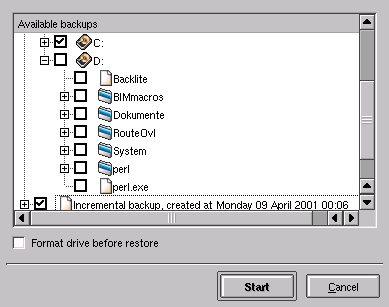 Available backups
C:
D:
Backlite
BIMmacros
Dokumente
RouteOvl
System
perl
perl.exe
Incremental backup, created at Monday 09 April 2001 00:06
Format drive before restore
Start
Cancel